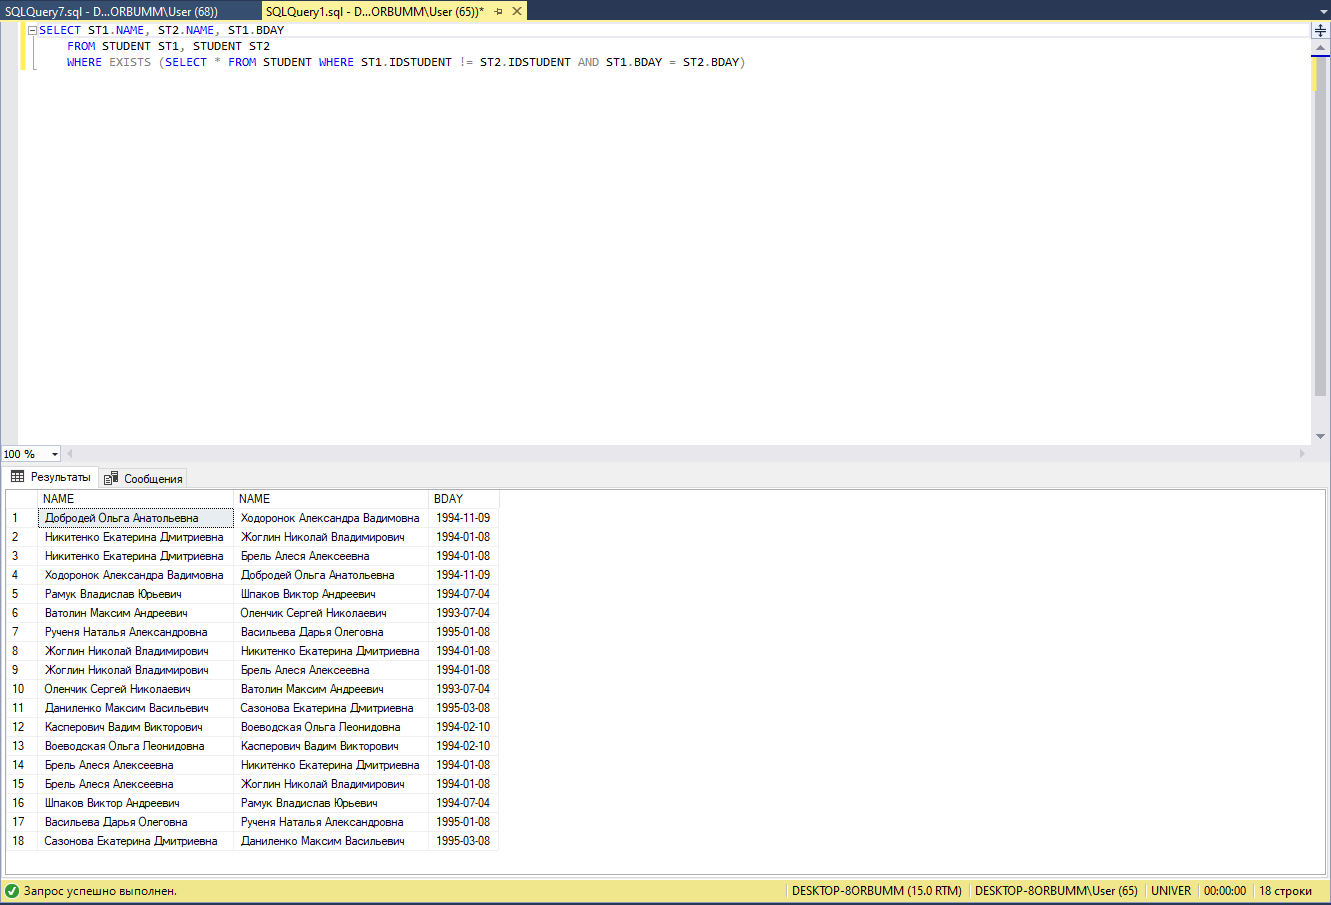 SQLQuery7.sql - D...ORBUMM\User (68)) SQLQuery1.sql - D...ORBUMM\User (65))*
SELECT ST1.NAME, ST2.NAME, ST1.BDAY
FROM STUDENT ST1, STUDENT ST2
WHERE EXISTS (SELECT * FROM STUDENT WHERE ST1.IDSTUDENT != ST2.IDSTUDENT AND ST1.BDAY = ST2.BDAY)
100 %
Результаты Сообщения
NAME NAME BDAY
1 Добродей Ольга Анатольевна Ходоронок Александра Вадимовна 1994-11-09
2 Никитенко Екатерина Дмитриевна Жоглин Николай Владимирович 1994-01-08
3 Никитенко Екатерина Дмитриевна Брель Алеся Алексеевна 1994-01-08
4 Ходоронок Александра Вадимовна Добродей Ольга Анатольевна 1994-11-09
5 Рамук Владислав Юрьевич Шпаков Виктор Андреевич 1994-07-04
6 Ватолин Максим Андреевич Оленчик Сергей Николаевич 1993-07-04
7 Рученя Наталья Александровна Васильева Дарья Олеговна 1995-01-08
8 Жоглин Николай Владимирович Никитенко Екатерина Дмитриевна 1994-01-08
9 Жоглин Николай Владимирович Брель Алеся Алексеевна 1994-01-08
10 Оленчик Сергей Николаевич Ватолин Максим Андреевич 1993-07-04
11 Даниленко Максим Васильевич Сазонова Екатерина Дмитриевна 1995-03-08
12 Касперович Вадим Викторович Воеводская Ольга Леонидовна 1994-02-10
13 Воеводская Ольга Леонидовна Касперович Вадим Викторович 1994-02-10
14 Брель Алеся Алексеевна Никитенко Екатерина Дмитриевна 1994-01-08
15 Брель Алеся Алексеевна Жоглин Николай Владимирович 1994-01-08
16 Шпаков Виктор Андреевич Рамук Владислав Юрьевич 1994-07-04
17 Васильева Дарья Олеговна Рученя Наталья Александровна 1995-01-08
18 Сазонова Екатерина Дмитриевна Даниленко Максим Васильевич 1995-03-08
Запрос успешно выполнен. DESKTOP-8ORBUMM (15.0 RTM) DESKTOP-8ORBUMM\User (65) UNIVER 00:00:00 18 строки